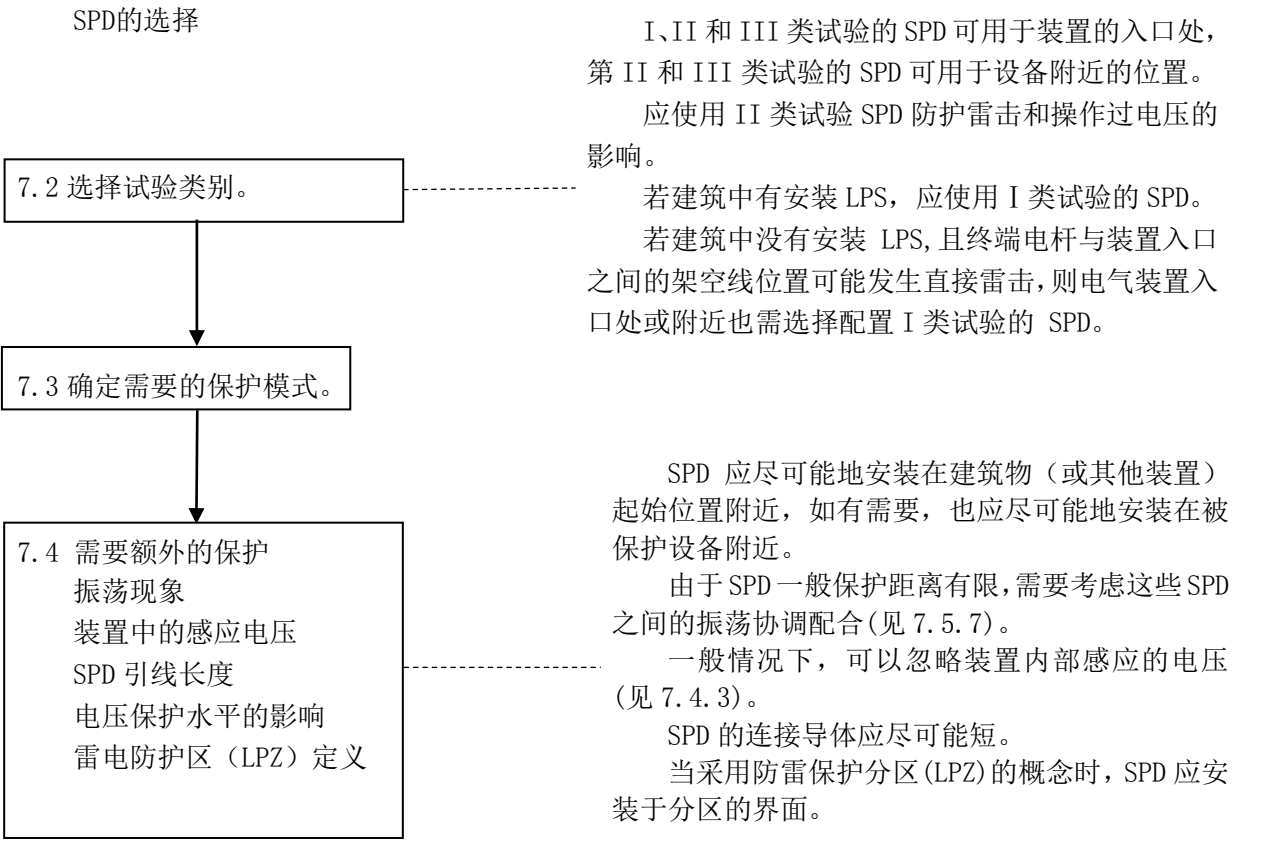 SPD的选择
I、II 和 III 类试验的 SPD 可用于装置的入口处，
第 II 和 III 类试验的 SPD 可用于设备附近的位置。
应使用 II 类试验 SPD 防护雷击和操作过电压的
影响。
若建筑中有安装 LPS，应使用Ⅰ类试验的 SPD。
若建筑中没有安装 LPS,且终端电杆与装置入口
之间的架空线位置可能发生直接雷击，则电气装置入
口处或附近也需选择配置 I 类试验的 SPD。
7.2 选择试验类别。
7.3 确定需要的保护模式。
7.4 需要额外的保护
振荡现象
装置中的感应电压
SPD 引线长度
电压保护水平的影响
雷电防护区（LPZ）定义
SPD 应尽可能地安装在建筑物（或其他装置）
起始位置附近，如有需要，也应尽可能地安装在被
保护设备附近。
由于 SPD 一般保护距离有限，需要考虑这些 SPD
之间的振荡协调配合(见 7.5.7)。
一般情况下，可以忽略装置内部感应的电压
(见 7.4.3)。
SPD 的连接导体应尽可能短。
当采用防雷保护分区(LPZ)的概念时，SPD 应安
装于分区的界面。